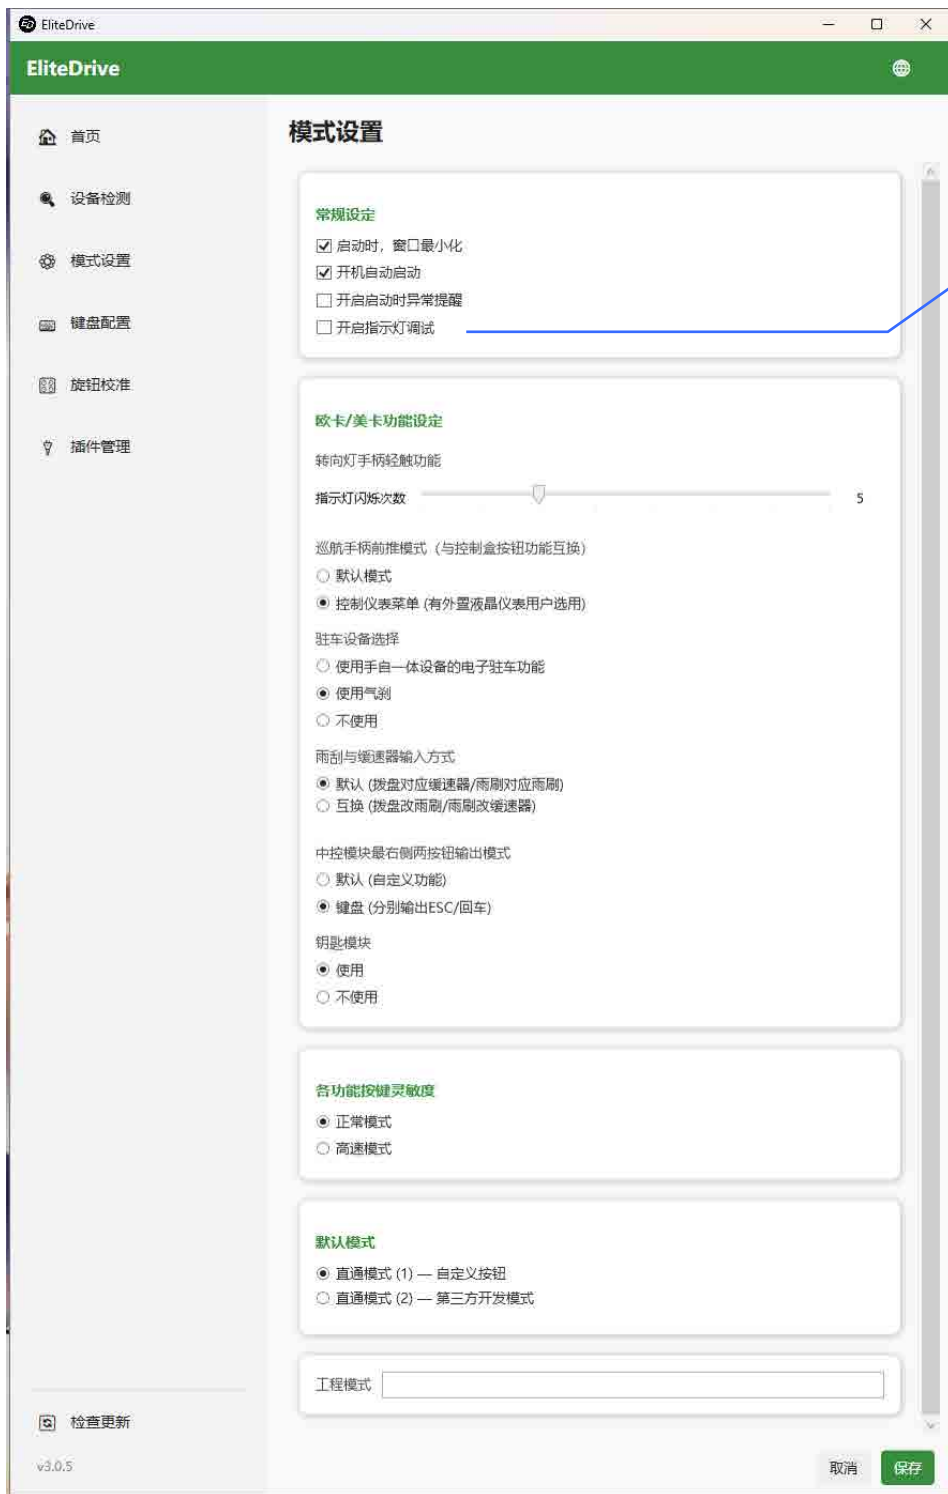 EliteDrive
EliteDrive
首页
设备检测
模式设置
键盘配置
旋钮校准
插件管理
模式设置
常规设定
启动时，窗口最小化
开机自动启动
开启启动时异常提醒
开启指示灯调试
欧卡/美卡功能设定
转向灯手柄轻触功能
指示灯闪烁次数 5
巡航手柄前推模式（与控制盒按钮功能互换）
默认模式
控制仪表菜单 (有外置液晶仪表用户选用)
驻车设备选择
使用手自一体设备的电子驻车功能
使用气刹
不使用
雨刮与缓速器输入方式
默认 (拨盘对应缓速器/雨刷对应雨刷)
互换 (拨盘改雨刷/雨刷改缓速器)
中控模块最右侧两按钮输出模式
默认 (自定义功能)
键盘 (分别输出ESC/回车)
钥匙模块
使用
不使用
各功能按键灵敏度
正常模式
高速模式
默认模式
直通模式 (1) — 自定义按钮
直通模式 (2) — 第三方开发模式
工程模式
检查更新
v3.0.5
取消
保存